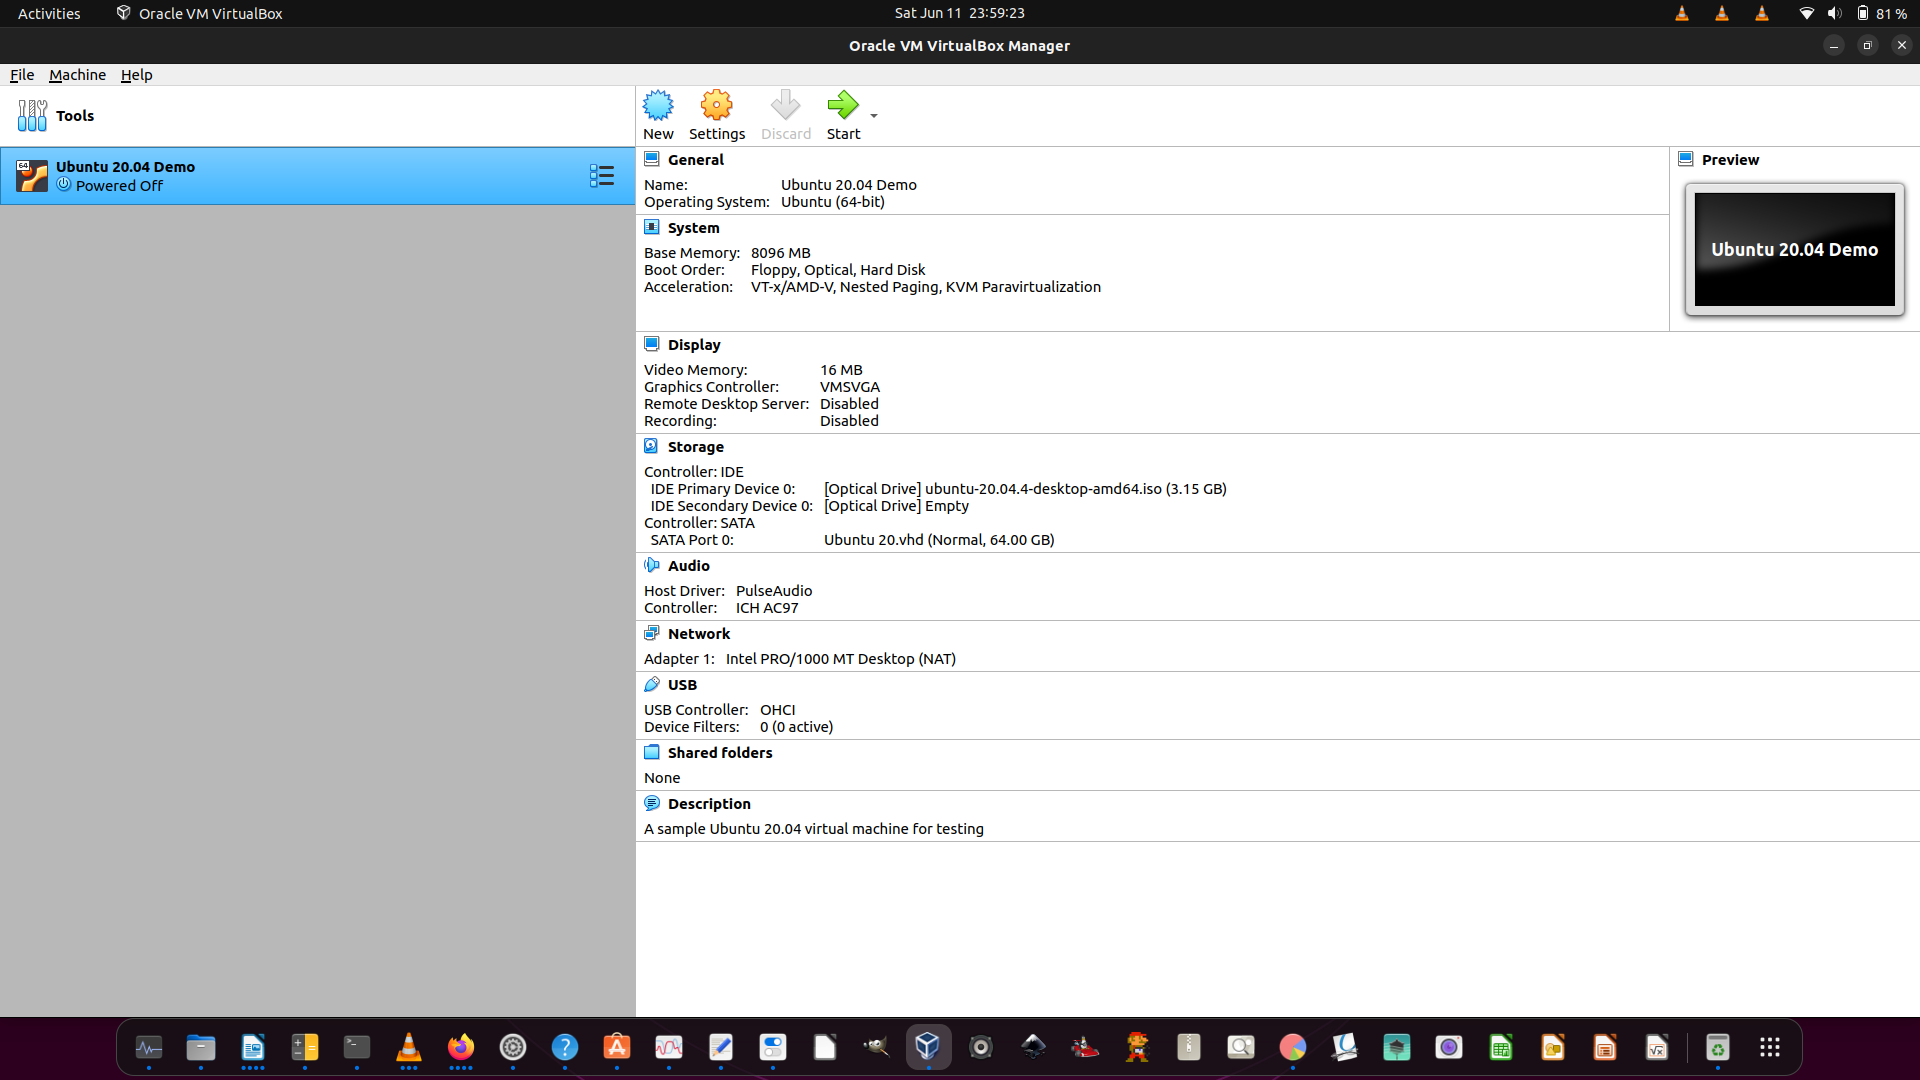 Activities
Oracle VM VirtualBox
Sat Jun 11 23:59:23
81 %
Oracle VM VirtualBox Manager
File Machine Help
Tools
New Settings Discard Start
64
Ubuntu 20.04 Demo
Powered Off
General
Name: Ubuntu 20.04 Demo
Operating System: Ubuntu (64-bit)
Preview
Ubuntu 20.04 Demo
System
Base Memory: 8096 MB
Boot Order: Floppy, Optical, Hard Disk
Acceleration: VT-x/AMD-V, Nested Paging, KVM Paravirtualization
Display
Video Memory: 16 MB
Graphics Controller: VMSVGA
Remote Desktop Server: Disabled
Recording: Disabled
Storage
Controller: IDE
IDE Primary Device 0: [Optical Drive] ubuntu-20.04.4-desktop-amd64.iso (3.15 GB)
IDE Secondary Device 0: [Optical Drive] Empty
Controller: SATA
SATA Port 0: Ubuntu 20.vhd (Normal, 64.00 GB)
Audio
Host Driver: PulseAudio
Controller: ICH AC97
Network
Adapter 1: Intel PRO/1000 MT Desktop (NAT)
USB
USB Controller: OHCI
Device Filters: 0 (0 active)
Shared folders
None
Description
A sample Ubuntu 20.04 virtual machine for testing